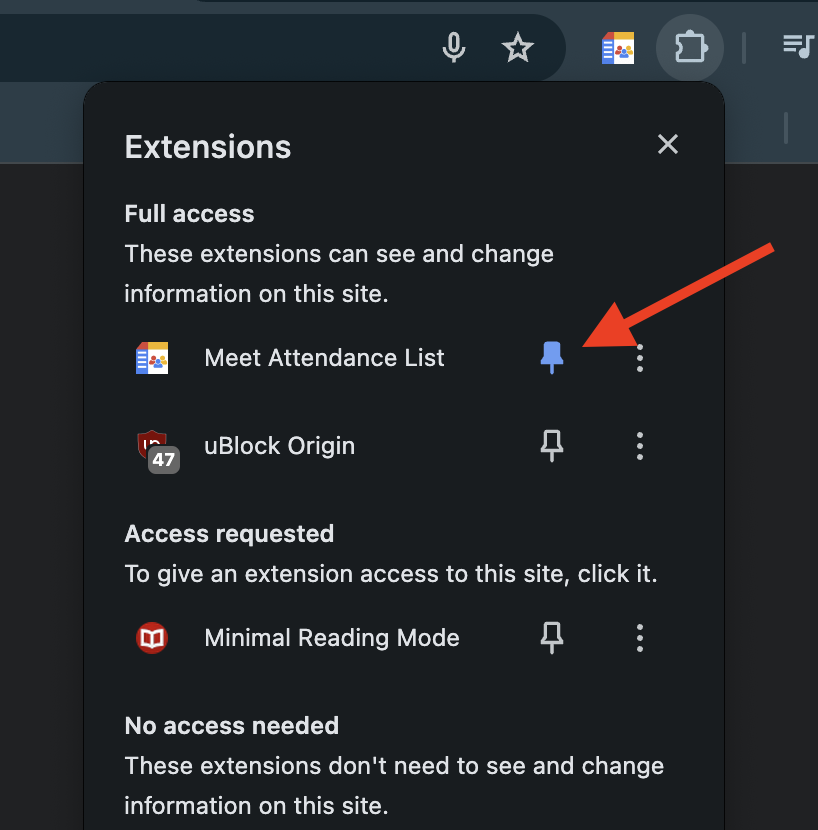 Extensions
Full access
These extensions can see and change
information on this site.
Meet Attendance List
uBlock Origin
47
Access requested
To give an extension access to this site, click it.
Minimal Reading Mode
No access needed
These extensions don't need to see and change
information on this site.